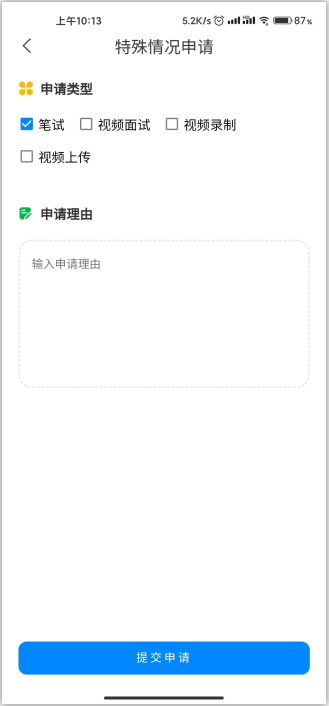 上午10:13 5.2K/s 87%
特殊情况申请
申请类型
笔试 视频面试 视频录制
视频上传
申请理由
输入申请理由
提交申请